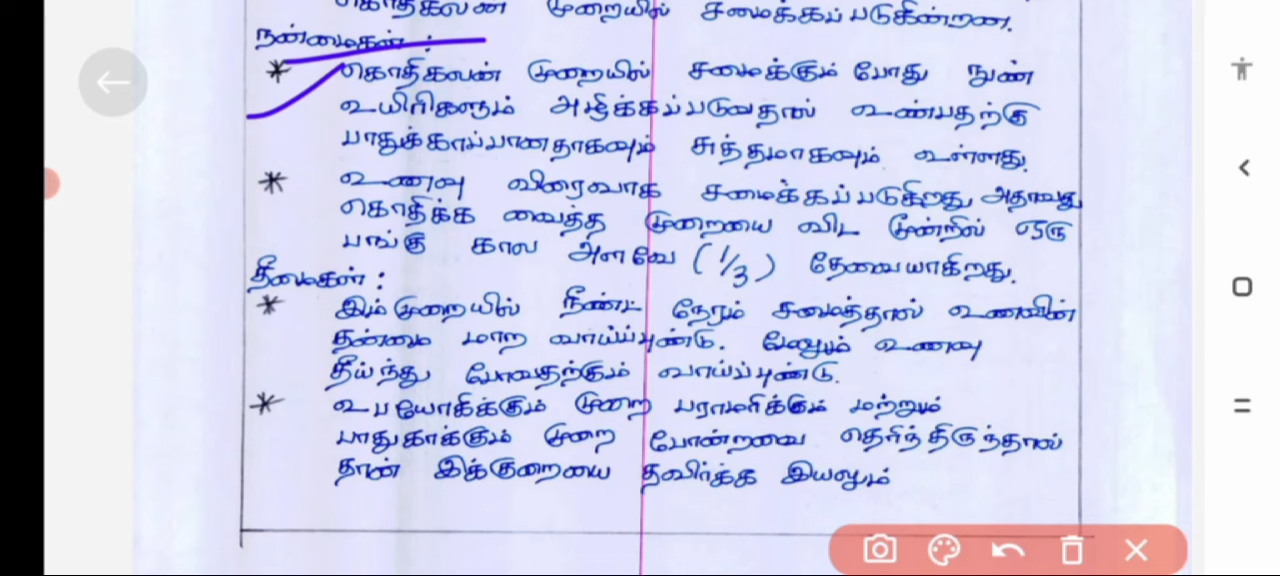 கொதிகலன் முறையில் சமைக்கப்படுகின்றன.
நன்மைகள் :
* கொதிகலன் முறையில் சமைக்கும் போது நுண்
உயிரிகளும் அழிக்கப்படுவதால் உண்பதற்கு
பாதுக்காப்பானதாகவும் சுத்தமாகவும் உள்ளது.
* உணவு விரைவாக சமைக்கப்படுகிறது அதாவது
கொதிக்க வைத்த முறையை விட மூன்றில் ஒரு
பங்கு கால அளவே (1/3) தேவையாகிறது.
தீமைகள் :
* இம்முறையில் நீண்ட நேரம் சமைத்தால் உணவின்
தன்மை மாற வாய்ப்புண்டு. மேலும் உணவு
தீய்ந்து போவதற்கும் வாய்ப்புண்டு.
* உபயோகிக்கும் முறை பராமரிக்கும் மற்றும்
பாதுகாக்கும் முறை போன்றவை தெரிந்திருந்தால்
தான் இக்குறையை தவிர்க்க இயலும்